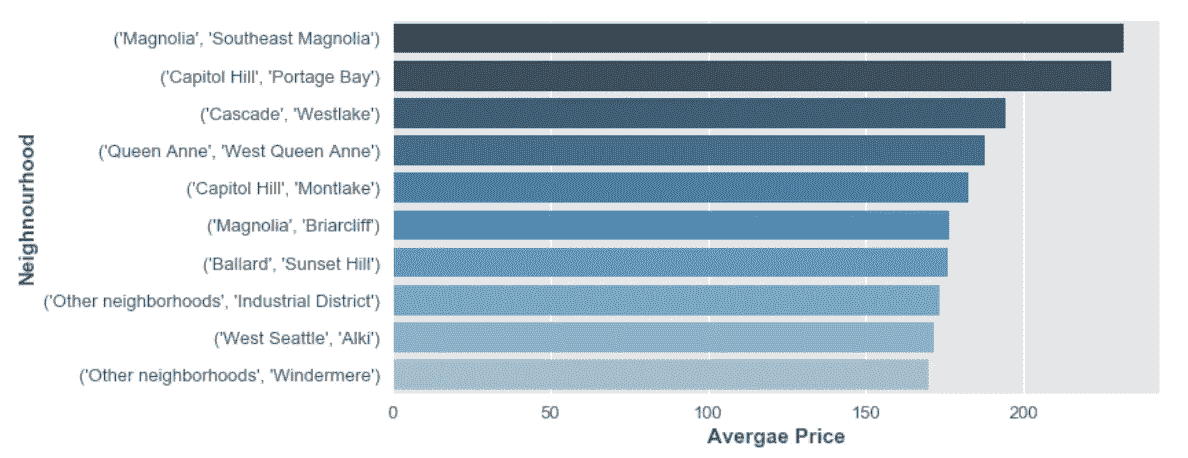 ('Magnolia', 'Southeast Magnolia')
('Capitol Hill', 'Portage Bay')
('Cascade', 'Westlake')
('Queen Anne', 'West Queen Anne')
('Capitol Hill', 'Montlake')
('Magnolia', 'Briarcliff')
('Ballard', 'Sunset Hill')
('Other neighborhoods', 'Industrial District')
('West Seattle', 'Alki')
('Other neighborhoods', 'Windermere')
Neighnourhood
0 50 100 150 200
Avergae Price